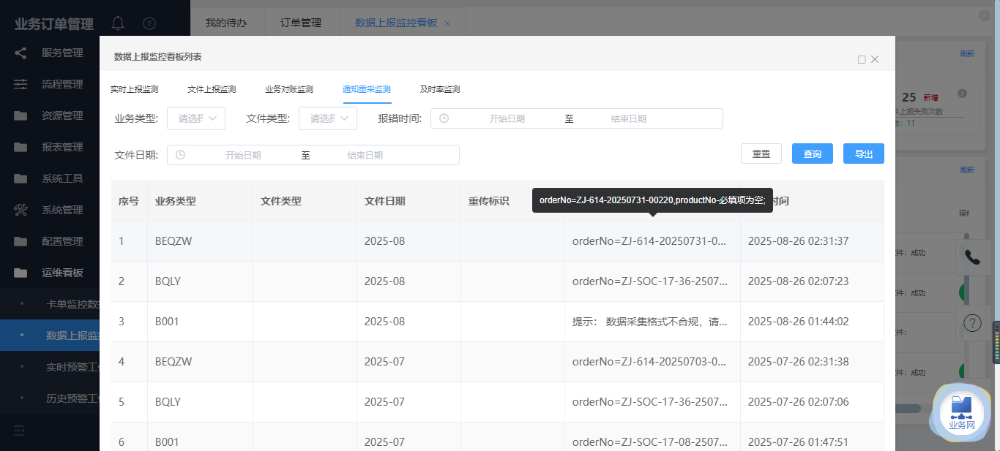 业务订单管理
我的待办
订单管理
数据上报监控看板
服务管理
流程管理
资源管理
报表管理
系统工具
系统管理
配置管理
运维看板
卡单监控数
数据上报监
实时预警工
历史预警工
数据上报监控看板列表
实时上报监测
文件上报监测
业务对账监测
通知重采监测
及时率监测
业务类型:
请选择
文件类型:
请选择
报错时间:
开始日期
至
结束日期
文件日期:
开始日期
至
结束日期
重置
查询
导出
序号 业务类型 文件类型 文件日期 重传标识 时间
orderNo=ZJ-614-20250731-00220,productNo-必填项为空;
1 BEQZW 2025-08 orderNo=ZJ-614-20250731-0... 2025-08-26 02:31:37
2 BQLY 2025-08 orderNo=ZJ-SOC-17-36-2507... 2025-08-26 02:07:23
3 B001 2025-08 提示： 数据采集格式不合规，请... 2025-08-26 01:44:02
4 BEQZW 2025-07 orderNo=ZJ-614-20250703-0... 2025-07-26 02:31:38
5 BQLY 2025-07 orderNo=ZJ-SOC-17-36-2507... 2025-07-26 02:07:06
6 B001 2025-07 orderNo=ZJ-SOC-17-08-2507... 2025-07-26 01:47:51
刷新
25 新增
件上报失败次数
: 11
刷新
操作
件：成功
件：成功
件：
件：成功
业务网